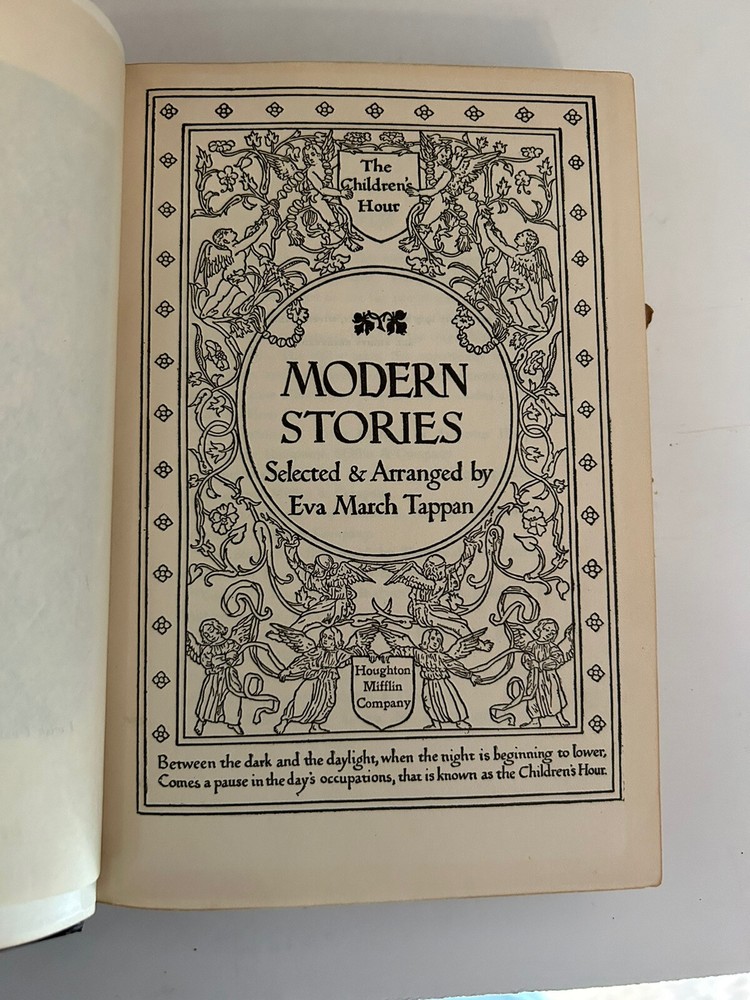 The
Children's
Hour
MODERN
STORIES
Selected & Arranged by
Eva March Tappan
Houghton
Mifflin
Company
Between the dark and the daylight, when the night is beginning to lower,
Comes a pause in the day's occupations, that is known as the Children's Hour.